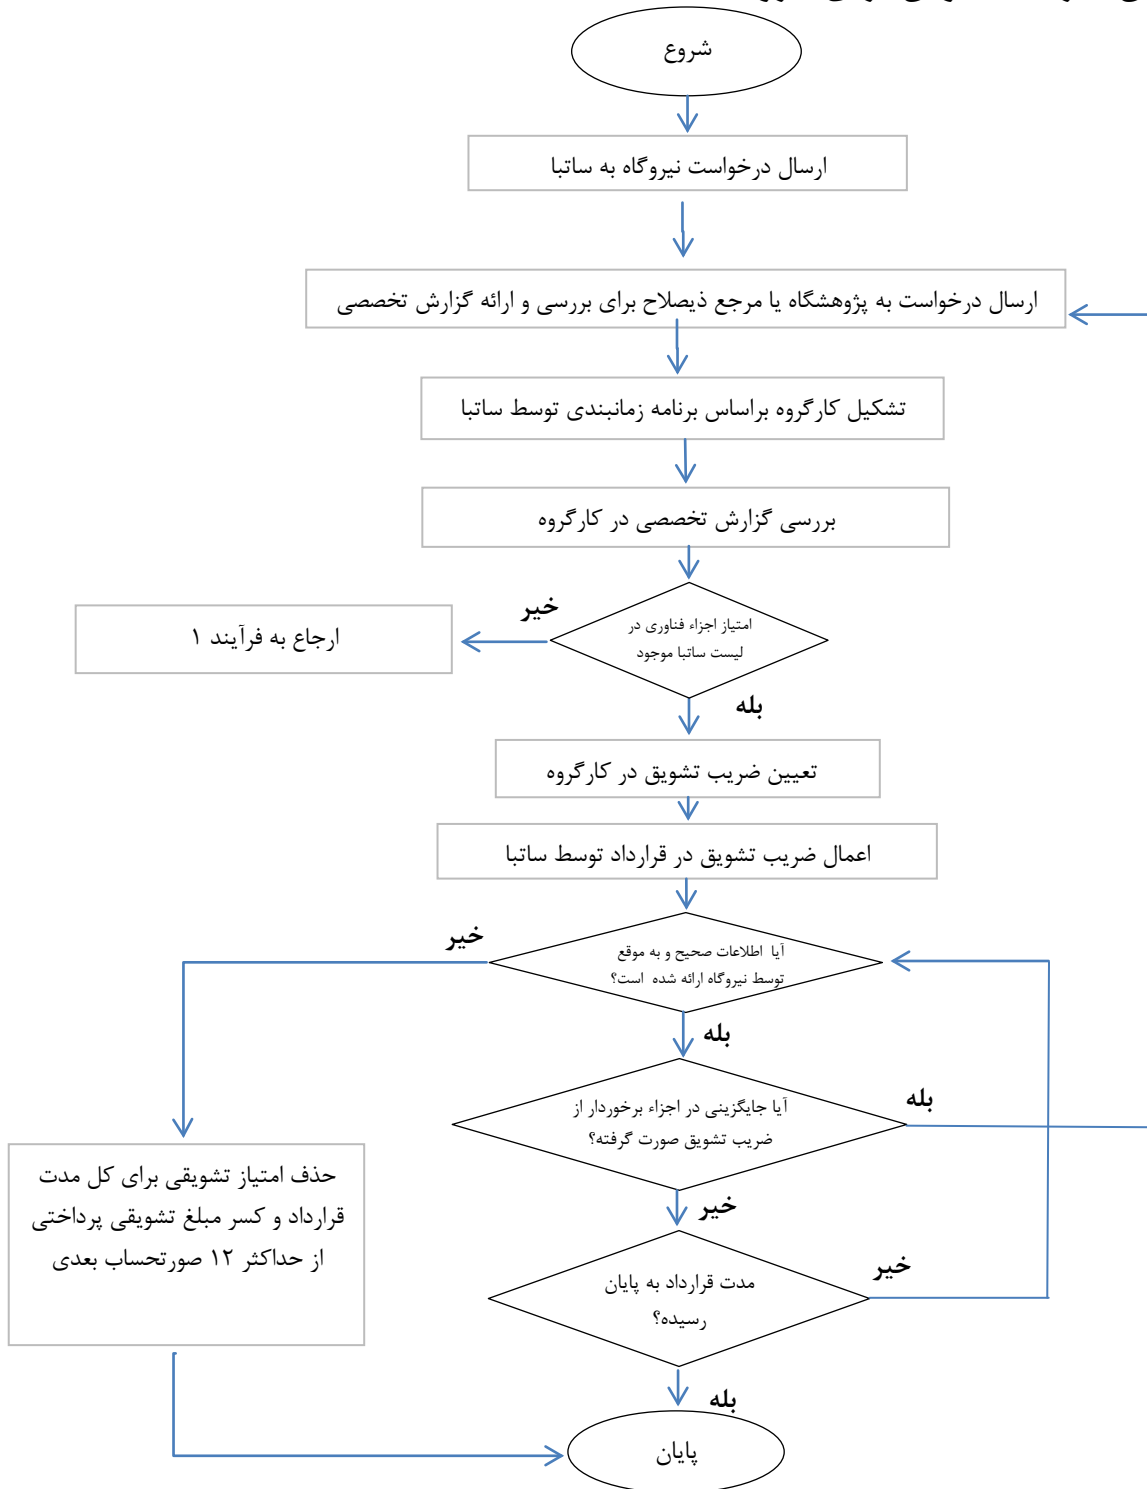 شروع
ارسال درخواست نیروگاه به ساتبا
ارسال درخواست به پژوهشگاه یا مرجع ذیصلاح برای بررسی و ارائه گزارش تخصصی
تشکیل کارگروه براساس برنامه زمانبندی توسط ساتبا
بررسی گزارش تخصصی در کارگروه
امتیاز اجزاء فناوری در
لیست ساتبا موجود
خیر
ارجاع به فرآیند ۱
بله
تعیین ضریب تشویق در کارگروه
اعمال ضریب تشویق در قرارداد توسط ساتبا
آیا اطلاعات صحیح و به موقع
توسط نیروگاه ارائه شده است؟
خیر
بله
آیا جایگزینی در اجزاء برخوردار از
ضریب تشویق صورت گرفته؟
بله
حذف امتیاز تشویقی برای کل مدت
قرارداد و کسر مبلغ تشویقی پرداختی
از حداکثر ۱۲ صورتحساب بعدی
خیر
مدت قرارداد به پایان
رسیده؟
خیر
بله
پایان